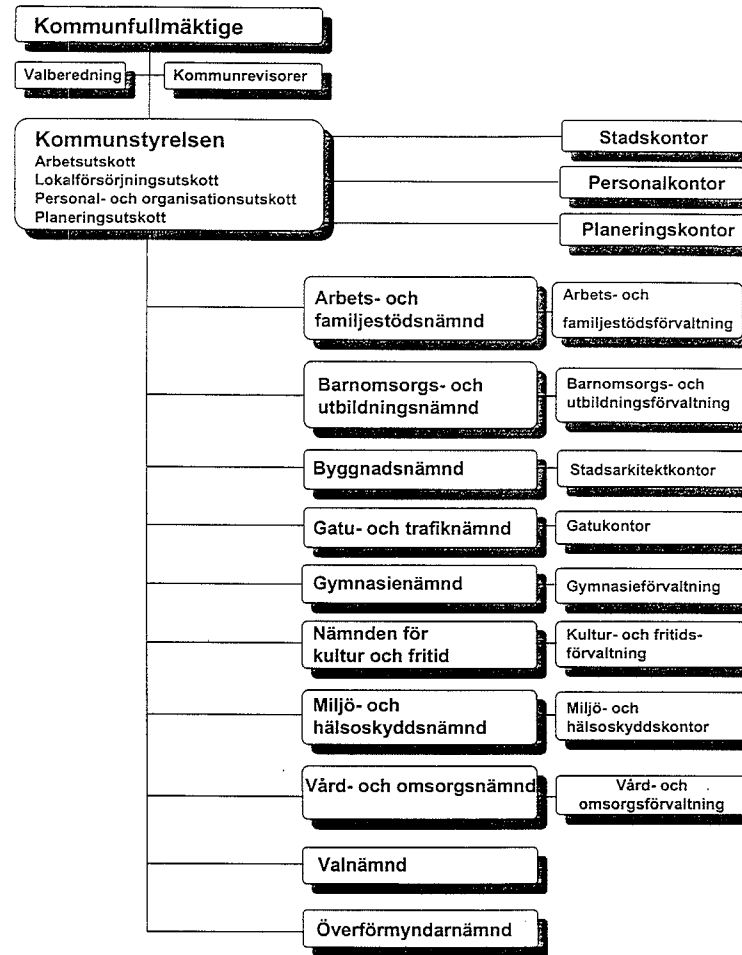 Kommunfullmäktige
Valberedning
Kommunrevisorer
Kommunstyrelsen
Arbetsutskott
Lokalförsörjningsutskott
Personal- och organisationsutskott
Planeringsutskott
Stadskontor
Personalkontor
Planeringskontor
Arbets- och
familjestödsnämnd
Arbets- och
familjestödsförvaltning
Barnomsorgs- och
utbildningsnämnd
Barnomsorgs- och
utbildningsförvaltning
Byggnadsnämnd
Stadsarkitektkontor
Gatu- och trafiknämnd
Gatukontor
Gymnasienämnd
Gymnasieförvaltning
Nämnden för
kultur och fritid
Kultur- och fritids-
förvaltning
Miljö- och
hälsoskyddsnämnd
Miljö- och
hälsoskyddskontor
Vård- och omsorgsnämnd
Vård- och
omsorgsförvaltning
Valnämnd
Överförmyndarnämnd